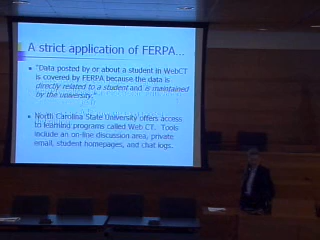 A strict application of FERPA...
"Data posted by or about a student in WebCT
is covered by FERPA because the data is
directly related to a student and is maintained
by the university."
North Carolina State University offers access
to learning programs called Web CT. Tools
include an on-line discussion area, private
email, student homepages, and chat logs.